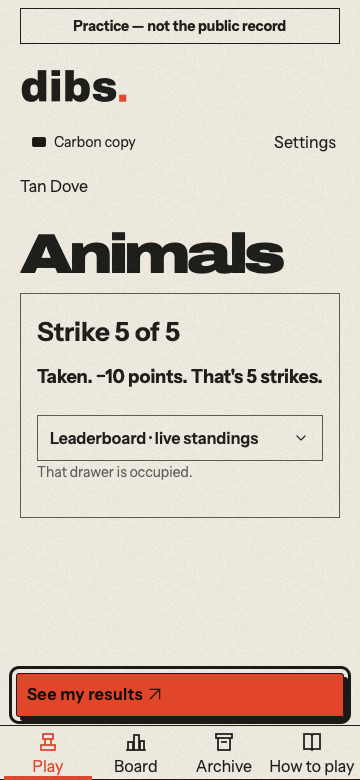 Practice — not the public record
dibs.
Carbon copy
Settings
Tan Dove
Animals
Strike 5 of 5
Taken. −10 points. That's 5 strikes.
Leaderboard · live standings
That drawer is occupied.
See my results
Play
Board
Archive
How to play